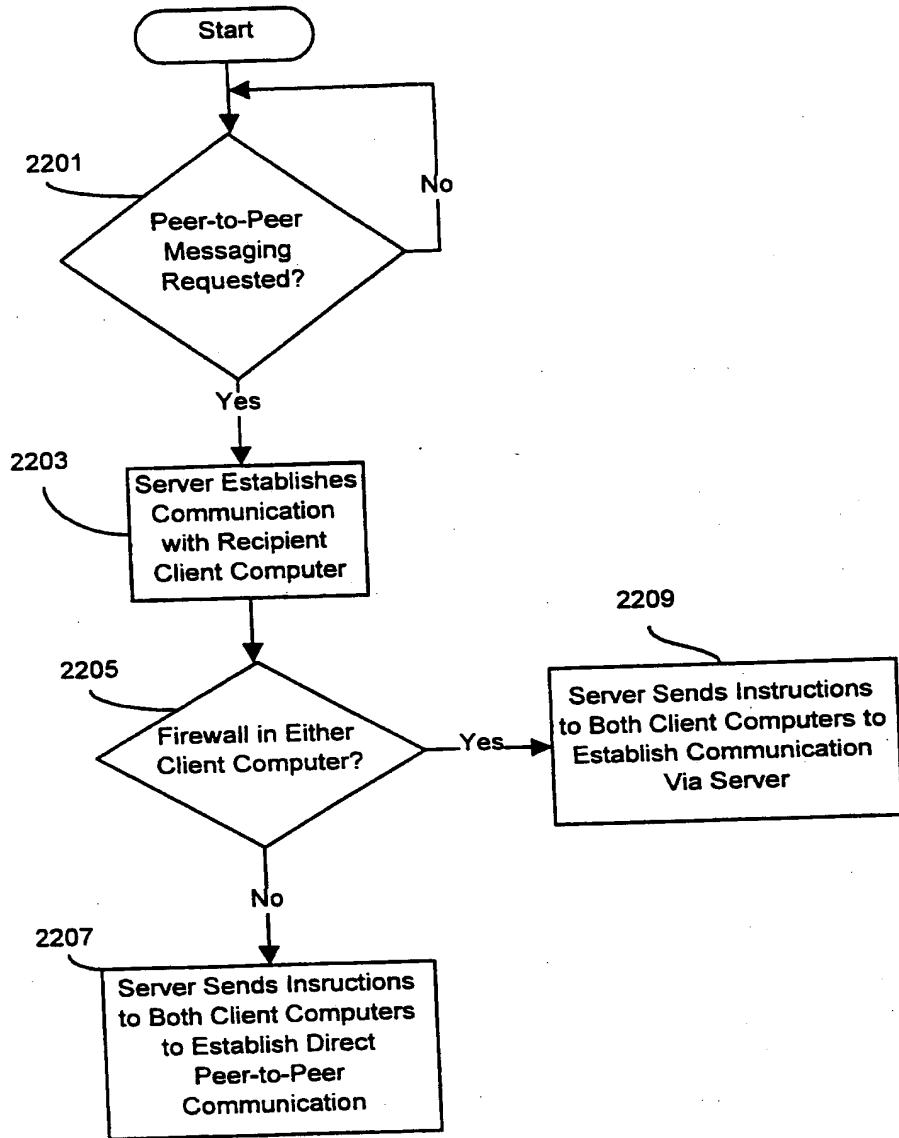 Start
2201
No
Peer-to-Peer
Messaging
Requested?
Yes
2203
Server Establishes
Communication
with Recipient
Client Computer
2209
2205
Server Sends Instructions
to Both Client Computers to
Establish Communication
Via Server
Firewall in Either
Client Computer?
Yes
No
2207
Server Sends Insructions
to Both Client Computers
to Establish Direct
Peer-to-Peer
Communication